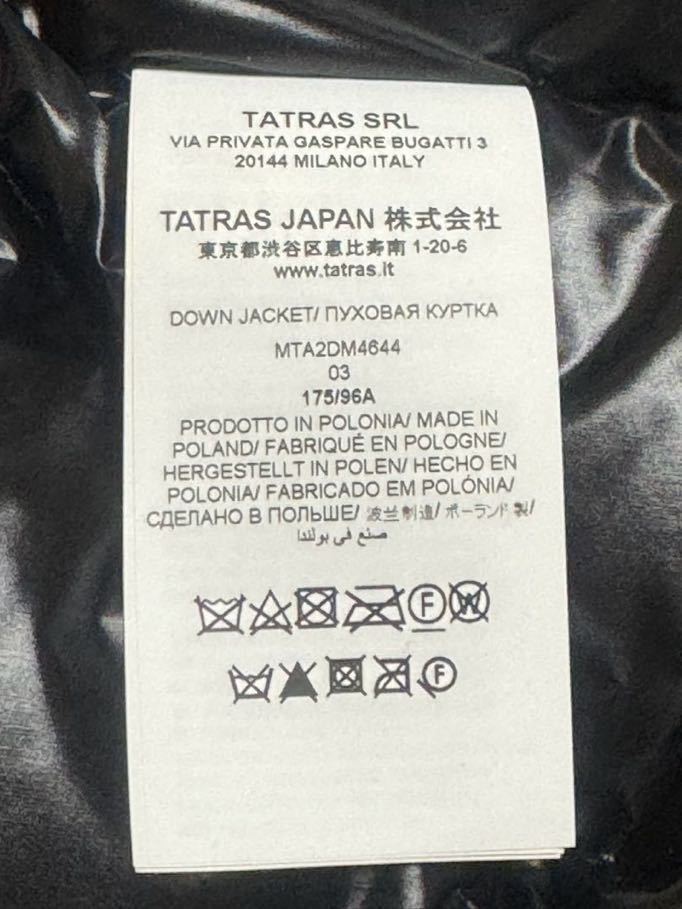 TATRAS SRL
VIA PRIVATA GASPARE BUGATTI 3
20144 MILANO ITALY
TATRAS JAPAN 株式会社
東京都渋谷区恵比寿南 1-20-6
www.tatras.it
DOWN JACKET/ ПУХОВАЯ КУРТКА
MTA2DM4644
03
175/96A
PRODOTTO IN POLONIA/ MADE IN
POLAND/ FABRIQUÉ EN POLOGNE/
HERGESTELLT IN POLEN/ HECHO EN
POLONIA/ FABRICADO EM POLÓNIA/
СДЕЛАНО В ПОЛЬШЕ/ 波兰制造/ ポーランド製/
صنع في بولندا
F W
F